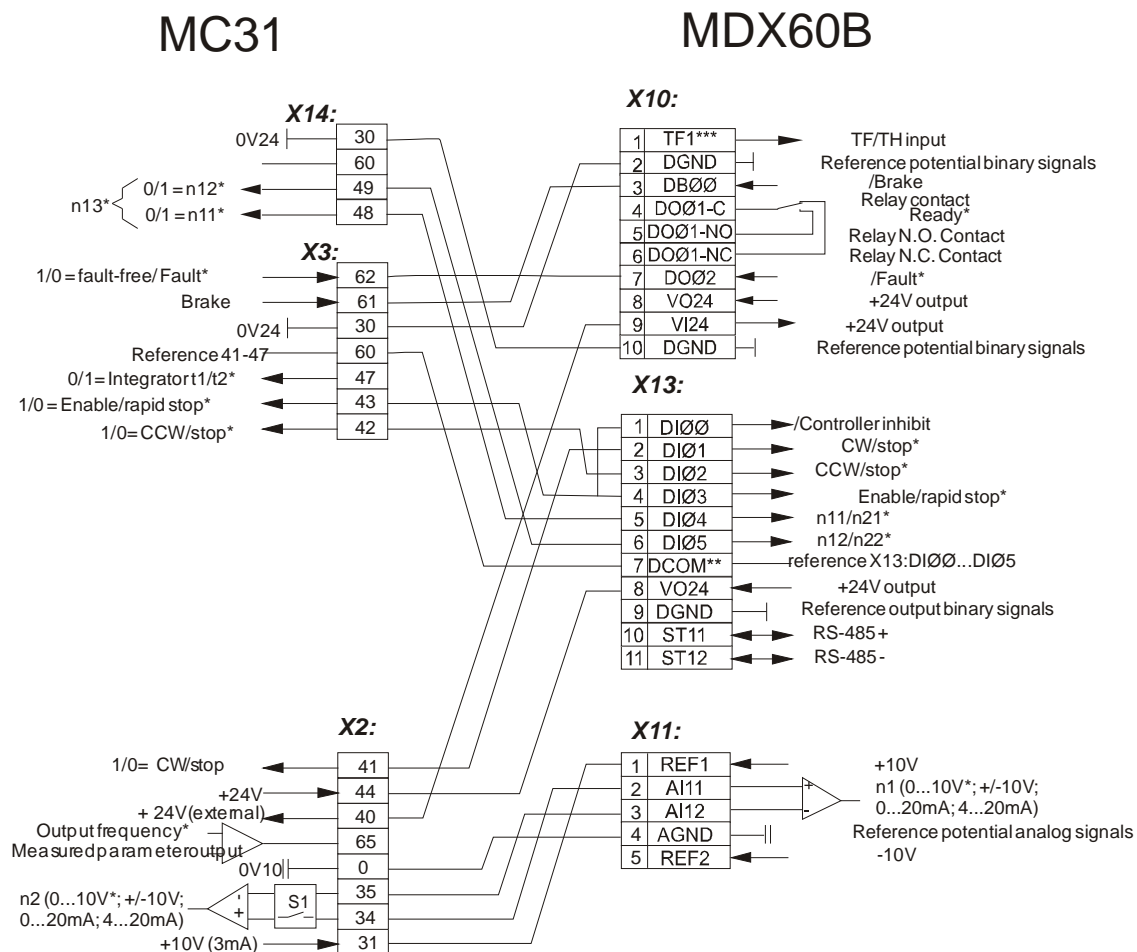 MC31
MDX60B
X14:
0V24
30
60
0/1 = n12*
49
n13*
0/1 = n11*
48
X3:
1/0 = fault-free/ Fault*
62
Brake
61
0V24
30
Reference 41-47
60
0/1 = Integrator t1/t2*
47
1/0 = Enable/rapid stop*
43
1/0 = CCW/stop*
42
X2:
1/0 = CW/stop
41
+24V
44
+ 24V (external)
40
Output frequency*
Measured parameter output
65
0V10
0
n2 (0...10V*; +/-10V;
0...20mA; 4...20mA)
-
+
S1
35
34
+10V (3mA)
31
X10:
1 TF1*** TF/TH input
2 DGND Reference potential binary signals
3 DBØØ /Brake
4 DOØ1-C Relay contact
Ready*
5 DOØ1-NO Relay N.O. Contact
6 DOØ1-NC Relay N.C. Contact
7 DOØ2 /Fault*
8 VO24 +24V output
9 VI24 +24V output
10 DGND Reference potential binary signals
X13:
1 DIØØ /Controller inhibit
2 DIØ1 CW/stop*
3 DIØ2 CCW/stop*
4 DIØ3 Enable/rapid stop*
5 DIØ4 n11/n21*
6 DIØ5 n12/n22*
7 DCOM** reference X13:DIØØ...DIØ5
8 VO24 +24V output
9 DGND Reference output binary signals
10 ST11 RS-485+
11 ST12 RS-485-
X11:
1 REF1 +10V
2 AI11 + n1 (0...10V*; +/-10V;
3 AI12 - 0...20mA; 4...20mA)
4 AGND Reference potential analog signals
5 REF2 -10V